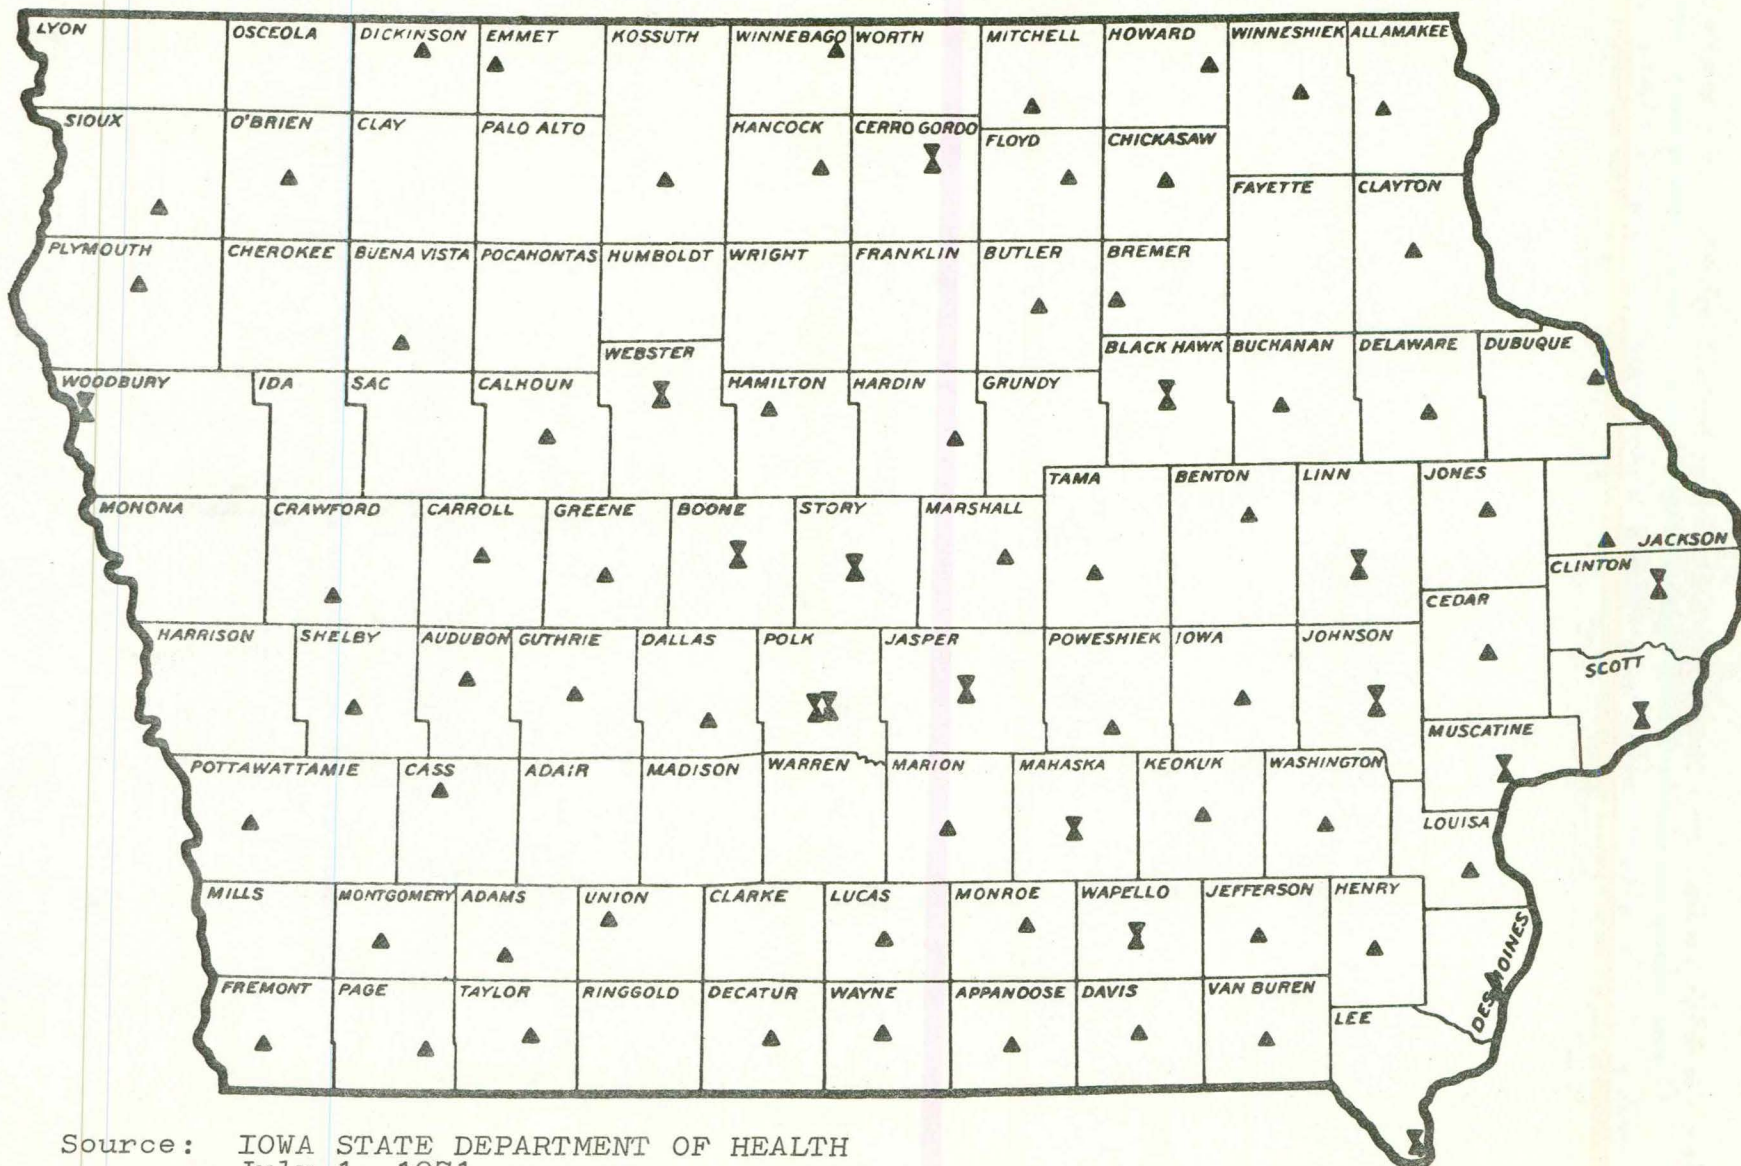 LYON OSCEOLA DICKINSON EMMET KOSSUTH WINNEBAGO WORTH MITCHELL HOWARD WINNESHIEK ALLAMAKEE
SIOUX O'BRIEN CLAY PALO ALTO HANCOCK CERRO GORDO FLOYD CHICKASAW
FAYETTE CLAYTON
PLYMOUTH CHEROKEE BUENA VISTA POCAHONTAS HUMBOLDT WRIGHT FRANKLIN BUTLER BREMER
WEBSTER BLACK HAWK BUCHANAN DELAWARE DUBUQUE
WOODBURY IDA SAC CALHOUN HAMILTON HARDIN GRUNDY
TAMA BENTON LINN JONES
MONONA CRAWFORD CARROLL GREENE BOONE STORY MARSHALL JACKSON
CLINTON
CEDAR
HARRISON SHELBY AUDUBON GUTHRIE DALLAS POLK JASPER POWESHIEK IOWA JOHNSON
SCOTT
MUSCATINE
POTTAWATTAMIE CASS ADAIR MADISON WARREN MARION MAHASKA KEOKUK WASHINGTON
LOUISA
MILLS MONTGOMERY ADAMS UNION CLARKE LUCAS MONROE WAPELLO JEFFERSON HENRY
DES MOINES
FREMONT PAGE TAYLOR RINGGOLD DECATUR WAYNE APPANOOSE DAVIS VAN BUREN
LEE
Source: IOWA STATE DEPARTMENT OF HEALTH
July 1, 1971